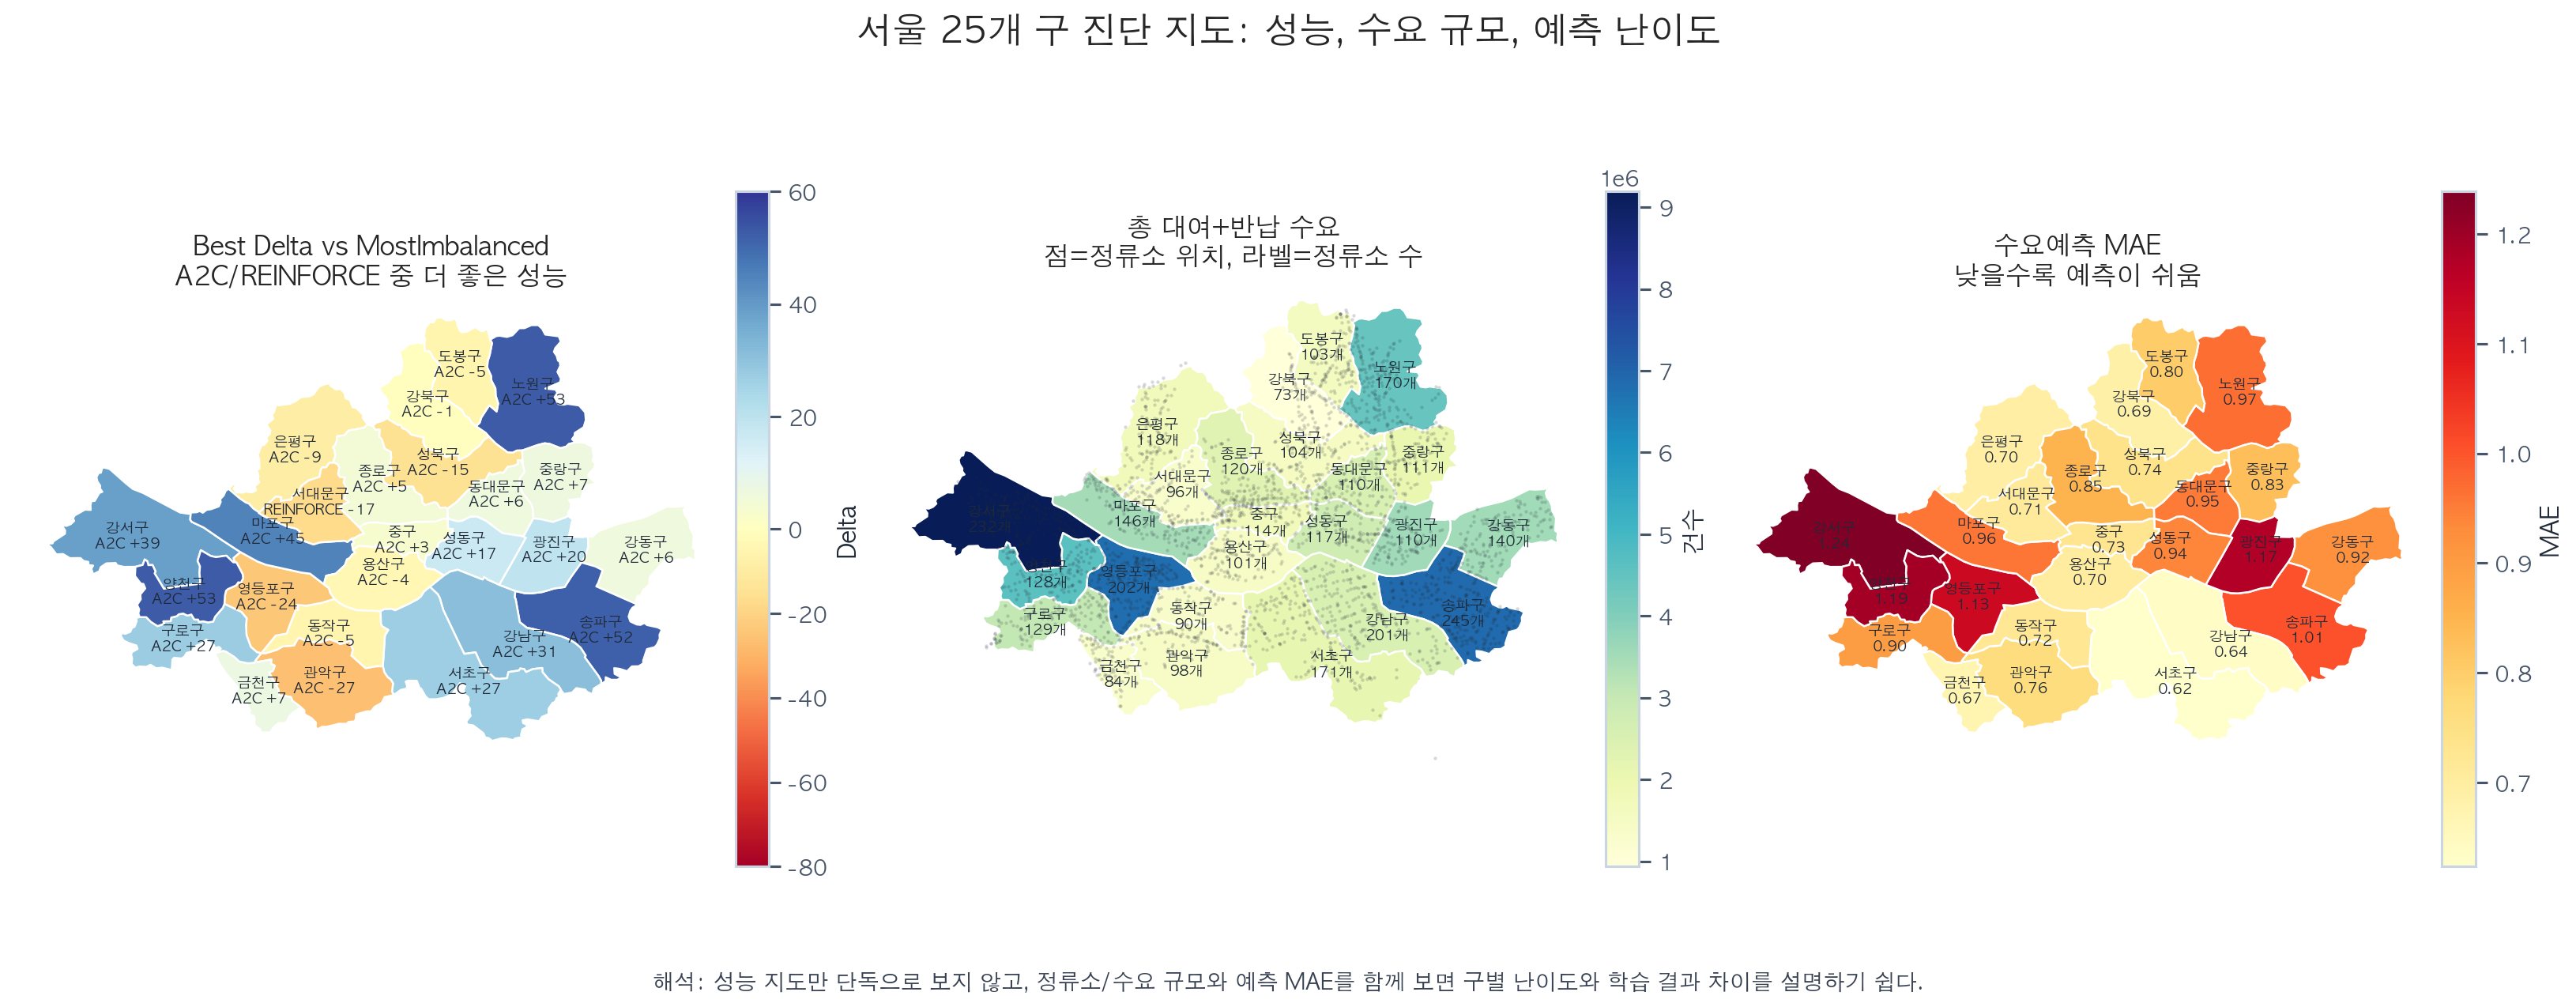 서울 25개 구 진단 지도: 성능, 수요 규모, 예측 난이도
Best Delta vs MostImbalanced
A2C/REINFORCE 중 더 좋은 성능
도봉구
A2C -5
노원구
A2C +53
강북구
A2C -1
은평구
A2C -9
성북구
A2C -15
종로구
A2C +5
중랑구
A2C +7
동대문구
A2C +6
서대문구
REINFORCE -17
마포구
A2C +45
강서구
A2C +39
중구
A2C +3
성동구
A2C +17
광진구
A2C +20
강동구
A2C +6
용산구
A2C -4
양천구
A2C +53
영등포구
A2C -24
구로구
A2C +27
동작구
A2C -5
강남구
A2C +31
송파구
A2C +52
금천구
A2C +7
관악구
A2C -27
서초구
A2C +27
60
40
20
0
-20
-40
-60
-80
Delta
총 대여+반납 수요
점=정류소 위치, 라벨=정류소 수
도봉구
103개
노원구
170개
강북구
73개
은평구
118개
성북구
104개
종로구
120개
중랑구
111개
동대문구
110개
서대문구
96개
마포구
146개
강서구
232개
중구
114개
성동구
117개
광진구
110개
강동구
140개
용산구
101개
128개
영등포구
202개
구로구
129개
동작구
90개
강남구
201개
송파구
245개
금천구
84개
관악구
98개
서초구
171개
1e6
9
8
7
6
5
4
3
2
1
건수
수요예측 MAE
낮을수록 예측이 쉬움
도봉구
0.80
노원구
0.97
강북구
0.69
은평구
0.70
성북구
0.74
종로구
0.85
중랑구
0.83
동대문구
0.95
서대문구
0.71
마포구
0.96
강서구
1.24
중구
0.73
성동구
0.94
광진구
1.17
강동구
0.92
용산구
0.70
양천구
1.19
영등포구
1.13
구로구
0.90
동작구
0.72
강남구
0.64
송파구
1.01
금천구
0.67
관악구
0.76
서초구
0.62
1.2
1.1
1.0
0.9
0.8
0.7
MAE
해석: 성능 지도만 단독으로 보지 않고, 정류소/수요 규모와 예측 MAE를 함께 보면 구별 난이도와 학습 결과 차이를 설명하기 쉽다.